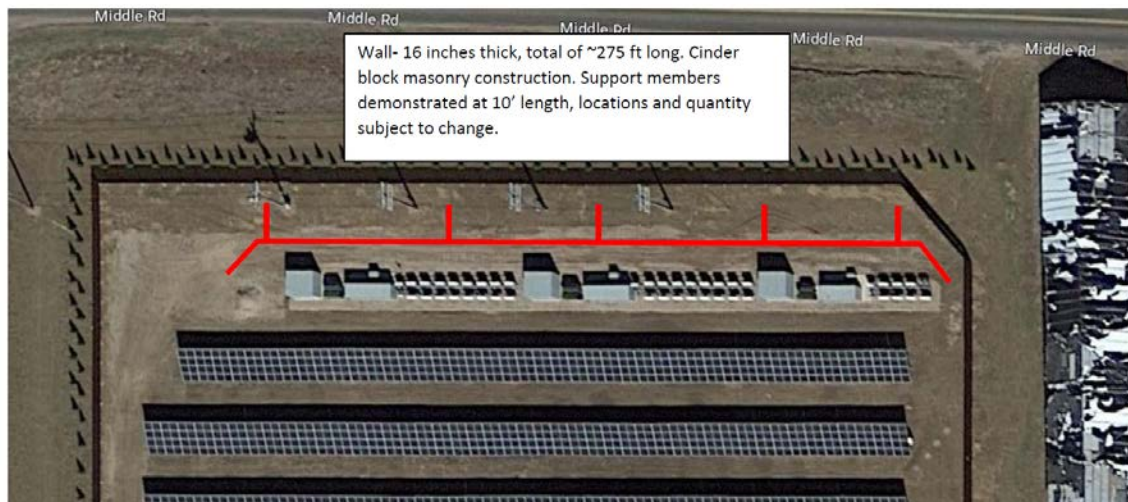 Middle Rd
Middle Rd
Middle Rd
Middle Rd
Middle Rd
Wall- 16 inches thick, total of ~275 ft long. Cinder
block masonry construction. Support members
demonstrated at 10’ length, locations and quantity
subject to change.